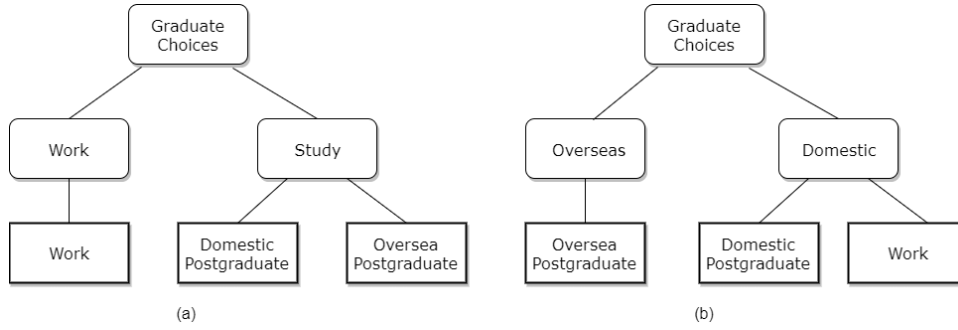 Graduate
Choices
Work
Study
Work
Domestic
Postgraduate
Oversea
Postgraduate
(a)
Graduate
Choices
Overseas
Domestic
Oversea
Postgraduate
Domestic
Postgraduate
Work
(b)